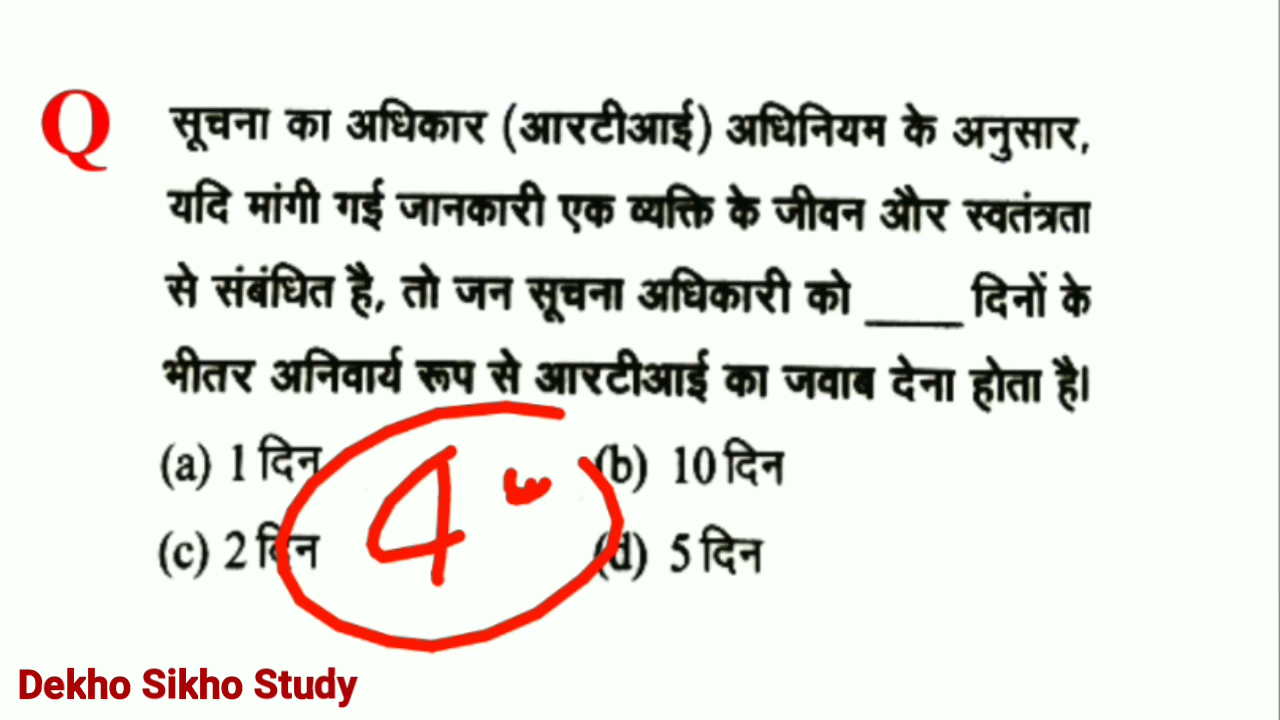 Q सूचना का अधिकार (आरटीआई) अधिनियम के अनुसार,
यदि मांगी गई जानकारी एक व्यक्ति के जीवन और स्वतंत्रता
से संबंधित है, तो जन सूचना अधिकारी को ____ दिनों के
भीतर अनिवार्य रूप से आरटीआई का जवाब देना होता है।
(a) 1 दिन (b) 10 दिन
4
(c) 2 दिन (d) 5 दिन
Dekho Sikho Study